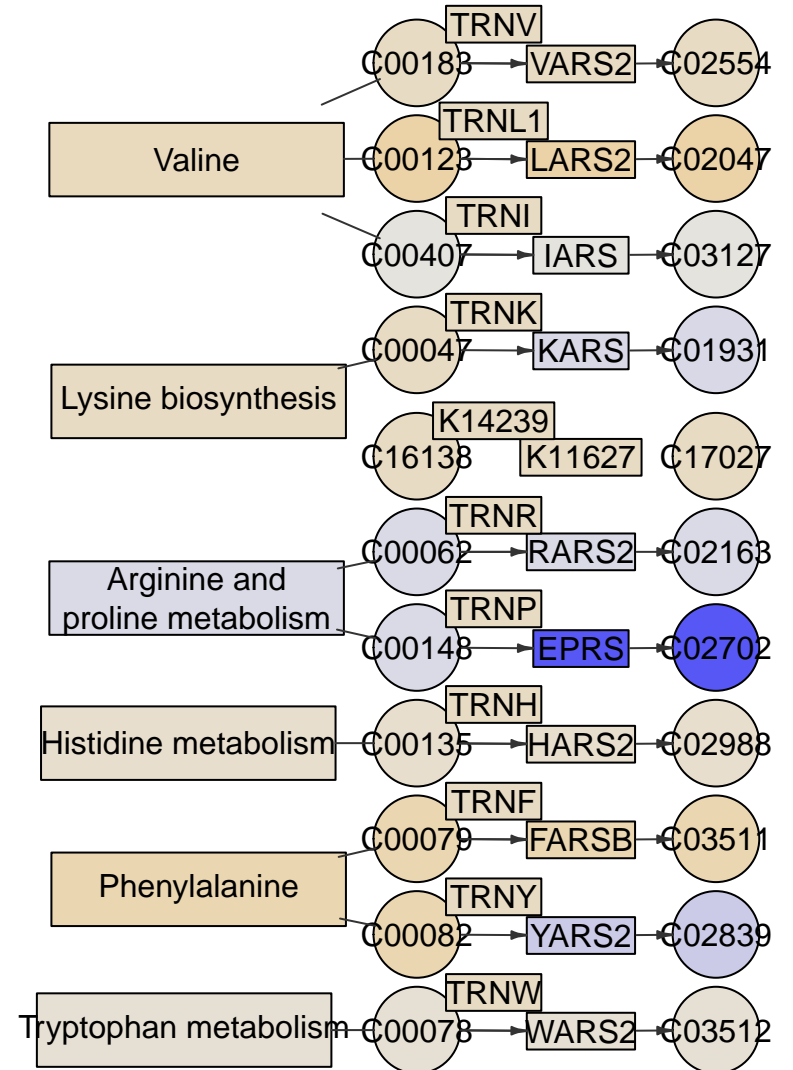 TRNV
C00183
VARS2
C02554
Valine
TRNL1
C00123
LARS2
C02047
TRNI
C00407
IARS
C03127
TRNK
C00047
KARS
C01931
Lysine biosynthesis
K14239
C16138
K11627
C17027
TRNR
C00062
RARS2
C02163
Arginine and
proline metabolism
TRNP
C00148
EPRS
C02702
TRNH
Histidine metabolism
C00135
HARS2
C02988
TRNF
C00079
FARSB
C03511
Phenylalanine
TRNY
C00082
YARS2
C02839
TRNW
Tryptophan metabolism
C00078
WARS2
C03512